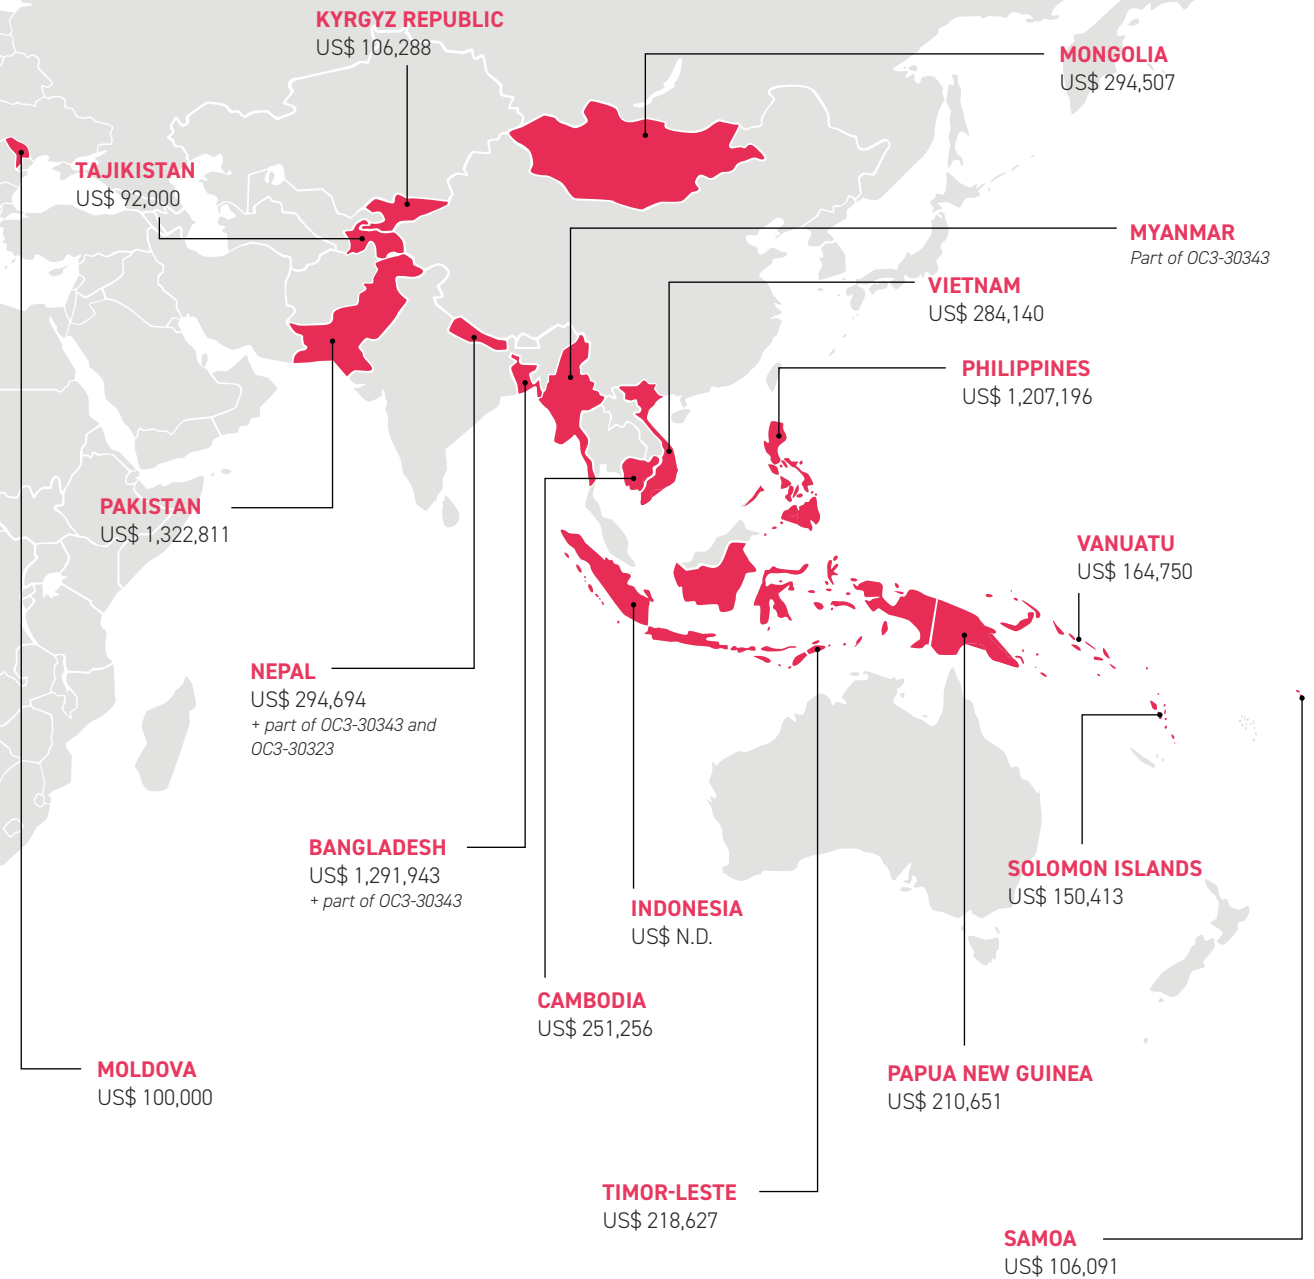 KYRGYZ REPUBLIC
US$ 106,288
MONGOLIA
US$ 294,507
TAJIKISTAN
US$ 92,000
MYANMAR
Part of OC3-30343
VIETNAM
US$ 284,140
PHILIPPINES
US$ 1,207,196
PAKISTAN
US$ 1,322,811
VANUATU
US$ 164,750
NEPAL
US$ 294,694
+ part of OC3-30343 and
OC3-30323
BANGLADESH
US$ 1,291,943
+ part of OC3-30343
SOLOMON ISLANDS
US$ 150,413
INDONESIA
US$ N.D.
CAMBODIA
US$ 251,256
MOLDOVA
US$ 100,000
PAPUA NEW GUINEA
US$ 210,651
TIMOR-LESTE
US$ 218,627
SAMOA
US$ 106,091